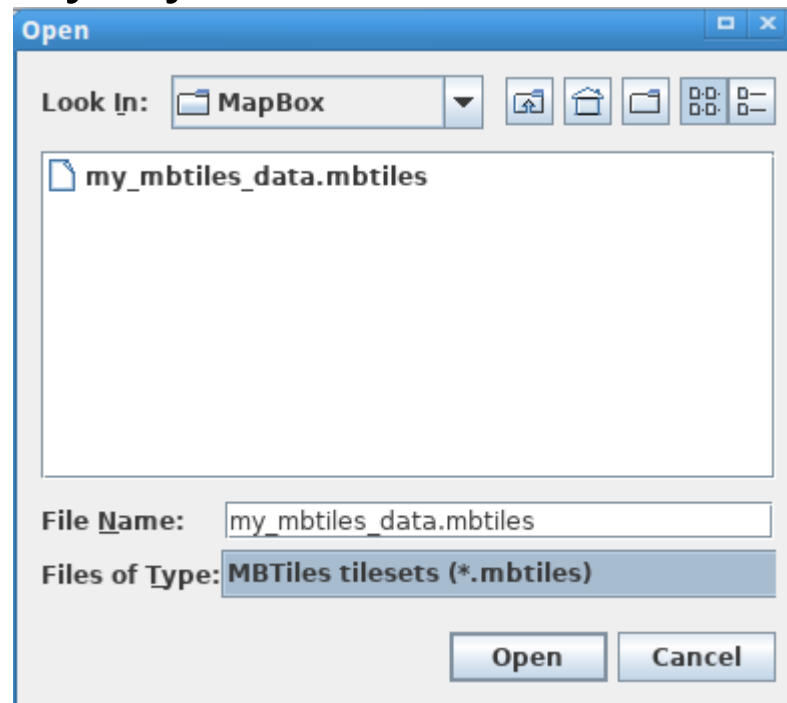 Open
Look In: MapBox
my_mbtiles_data.mbtiles
File Name: my_mbtiles_data.mbtiles
Files of Type: MBTiles tilesets (*.mbtiles)
Open Cancel